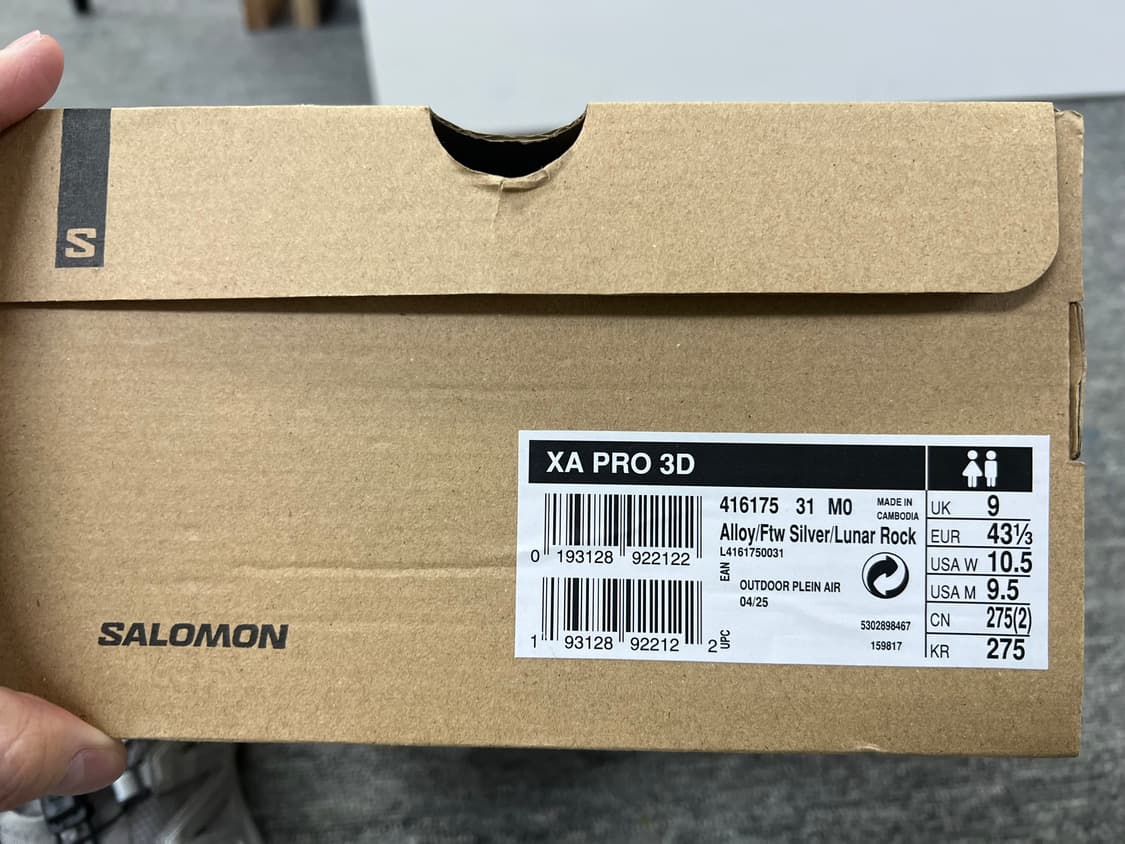 S
SALOMON
XA PRO 3D
0 193128 922122
1 93128 92212 2
EAN
UPC
416175 31 M0
MADE IN
CAMBODIA
Alloy/Ftw Silver/Lunar Rock
L4161750031
OUTDOOR PLEIN AIR
04/25
5302898467
159817
UK 9
EUR 43⅓
USA W 10.5
USA M 9.5
CN 275(2)
KR 275